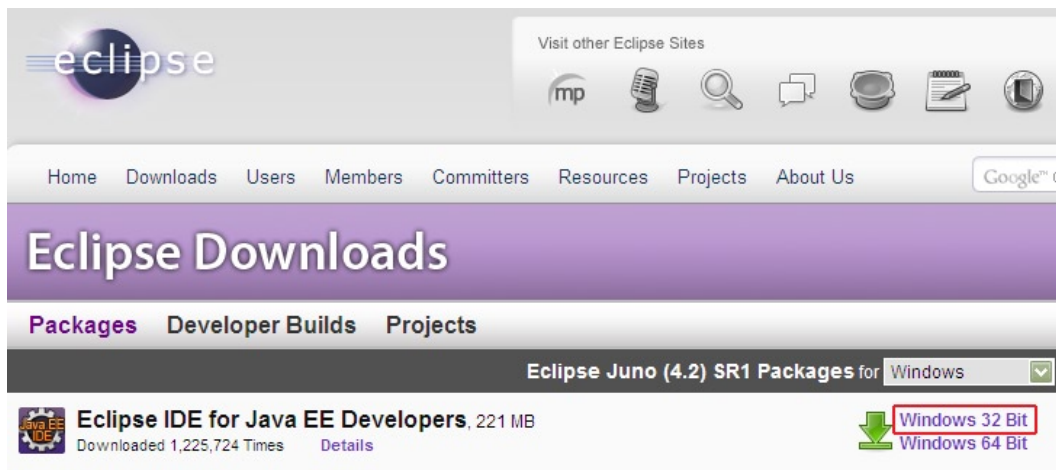 eclipse
Visit other Eclipse Sites
mp
Home Downloads Users Members Committers Resources Projects About Us
Google™
Eclipse Downloads
Packages Developer Builds Projects
Eclipse Juno (4.2) SR1 Packages for Windows
Java EE
IDE
Eclipse IDE for Java EE Developers, 221 MB
Windows 32 Bit
Downloaded 1,225,724 Times Details
Windows 64 Bit